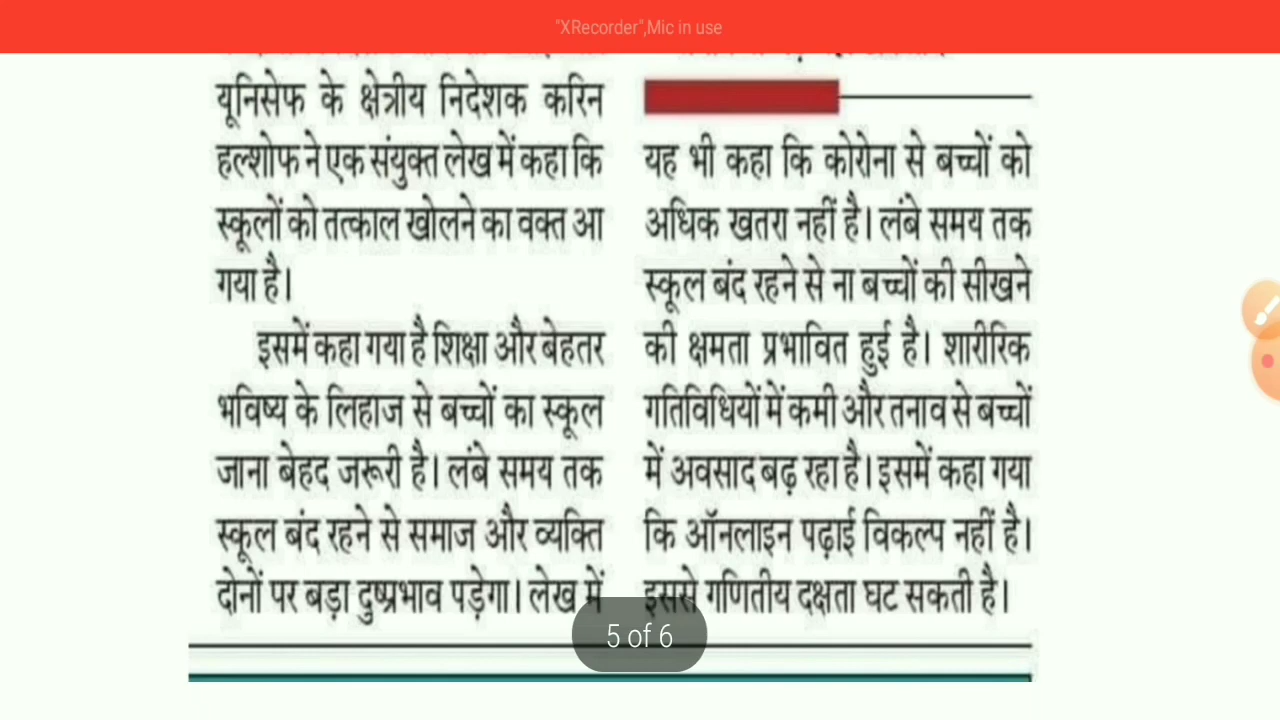 "XRecorder",Mic in use
यूनिसेफ के क्षेत्रीय निदेशक करिन
हल्शोफ ने एक संयुक्त लेख में कहा कि
स्कूलों को तत्काल खोलने का वक्त आ
गया है।
इसमें कहा गया है शिक्षा और बेहतर
भविष्य के लिहाज से बच्चों का स्कूल
जाना बेहद जरूरी है। लंबे समय तक
स्कूल बंद रहने से समाज और व्यक्ति
दोनों पर बड़ा दुष्प्रभाव पड़ेगा। लेख में
यह भी कहा कि कोरोना से बच्चों को
अधिक खतरा नहीं है। लंबे समय तक
स्कूल बंद रहने से ना बच्चों की सीखने
की क्षमता प्रभावित हुई है। शारीरिक
गतिविधियों में कमी और तनाव से बच्चों
में अवसाद बढ़ रहा है। इसमें कहा गया
कि ऑनलाइन पढ़ाई विकल्प नहीं है।
इससे गणितीय दक्षता घट सकती है।
5 of 6